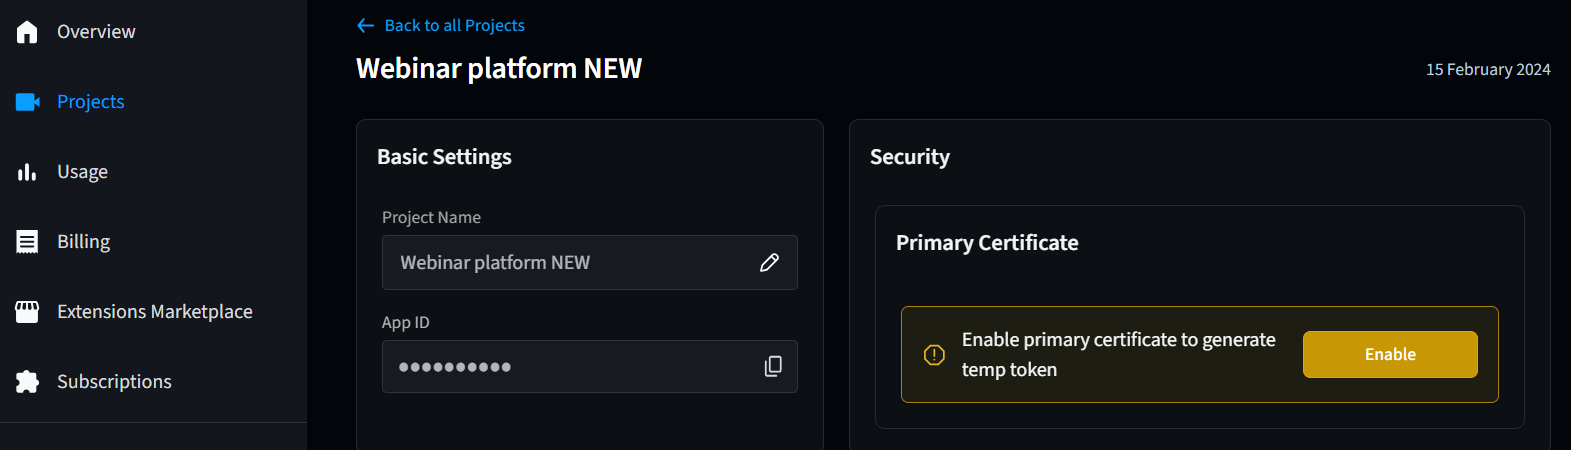 Overview
Projects
Usage
Billing
Extensions Marketplace
Subscriptions
Back to all Projects
Webinar platform NEW
15 February 2024
Basic Settings
Project Name
Webinar platform NEW
App ID
Security
Primary Certificate
Enable primary certificate to generate
temp token
Enable